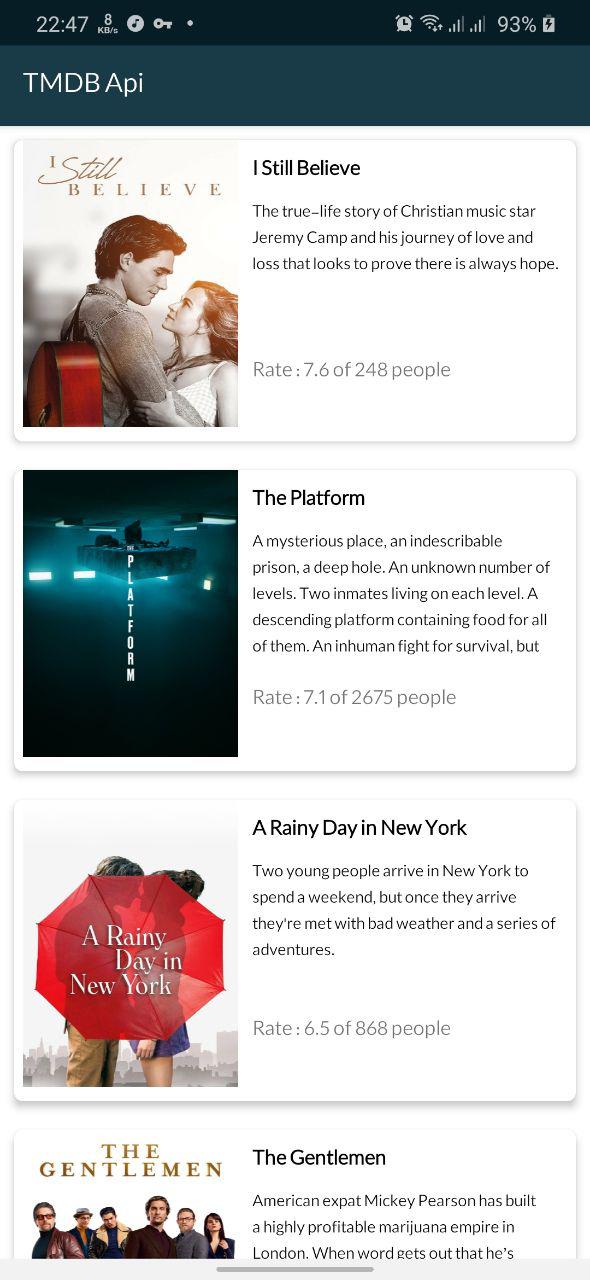 22:47 8 KB/s 93%
TMDB Api
I Still
BELIEVE
I Still Believe
The true-life story of Christian music star
Jeremy Camp and his journey of love and
loss that looks to prove there is always hope.
Rate : 7.6 of 248 people
THE
PLATFORM
The Platform
A mysterious place, an indescribable
prison, a deep hole. An unknown number of
levels. Two inmates living on each level. A
descending platform containing food for all
of them. An inhuman fight for survival, but
Rate : 7.1 of 2675 people
A Rainy
Day in
New York
A Rainy Day in New York
Two young people arrive in New York to
spend a weekend, but once they arrive
they're met with bad weather and a series of
adventures.
Rate : 6.5 of 868 people
THE
GENTLEMEN
The Gentlemen
American expat Mickey Pearson has built
a highly profitable marijuana empire in
London. When word gets out that he's